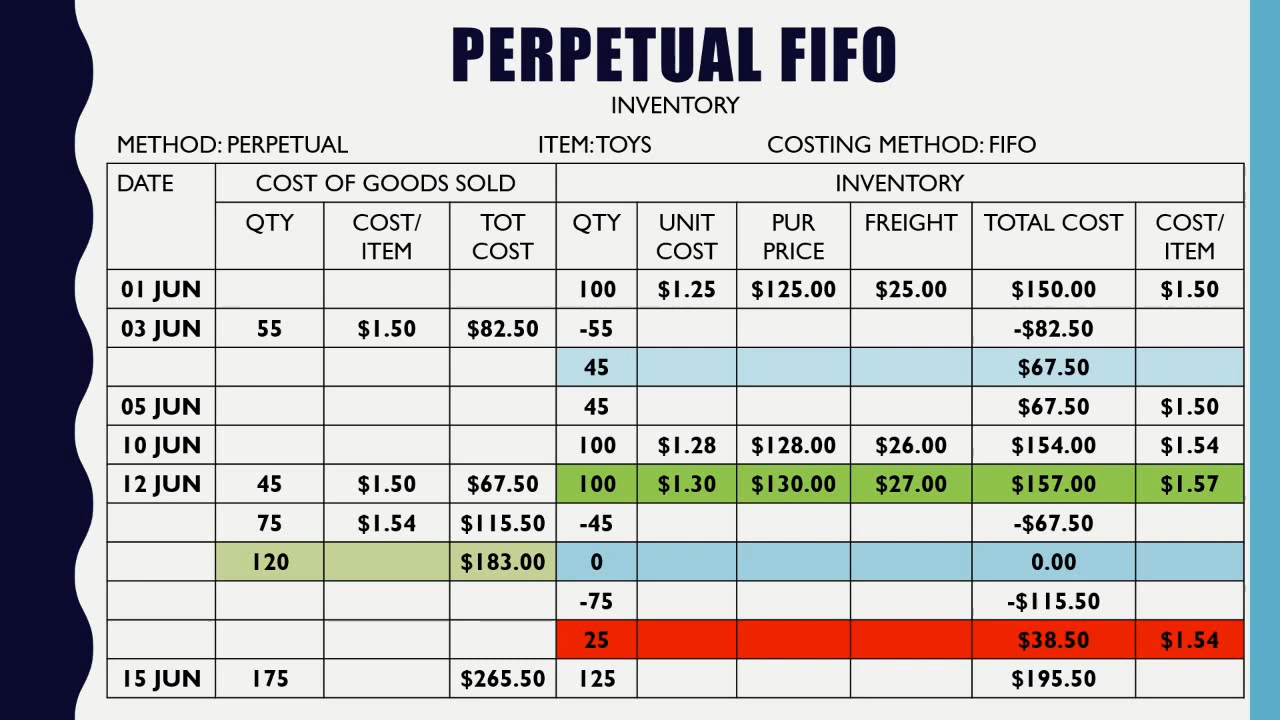 PERPETUAL FIFO
INVENTORY
METHOD: PERPETUAL ITEM: TOYS COSTING METHOD: FIFO
DATE COST OF GOODS SOLD INVENTORY
QTY COST/ TOT QTY UNIT PUR FREIGHT TOTAL COST COST/
ITEM COST COST PRICE ITEM
01 JUN 100 $1.25 $125.00 $25.00 $150.00 $1.50
03 JUN 55 $1.50 $82.50 -55 -$82.50
45 $67.50
05 JUN 45 $67.50 $1.50
10 JUN 100 $1.28 $128.00 $26.00 $154.00 $1.54
12 JUN 45 $1.50 $67.50 100 $1.30 $130.00 $27.00 $157.00 $1.57
75 $1.54 $115.50 -45 -$67.50
120 $183.00 0 0.00
-75 -$115.50
25 $38.50 $1.54
15 JUN 175 $265.50 125 $195.50